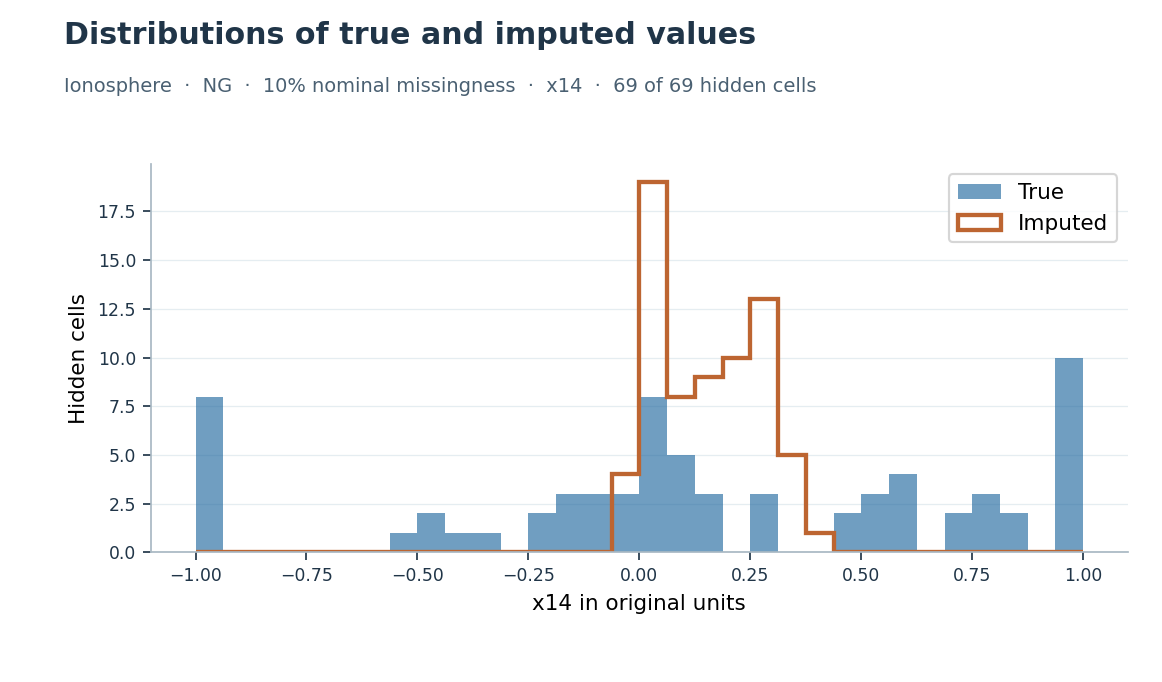 Distributions of true and imputed values
Ionosphere · NG · 10% nominal missingness · x14 · 69 of 69 hidden cells
True
Imputed
Hidden cells
17.5
15.0
12.5
10.0
7.5
5.0
2.5
0.0
−1.00 −0.75 −0.50 −0.25 0.00 0.25 0.50 0.75 1.00
x14 in original units